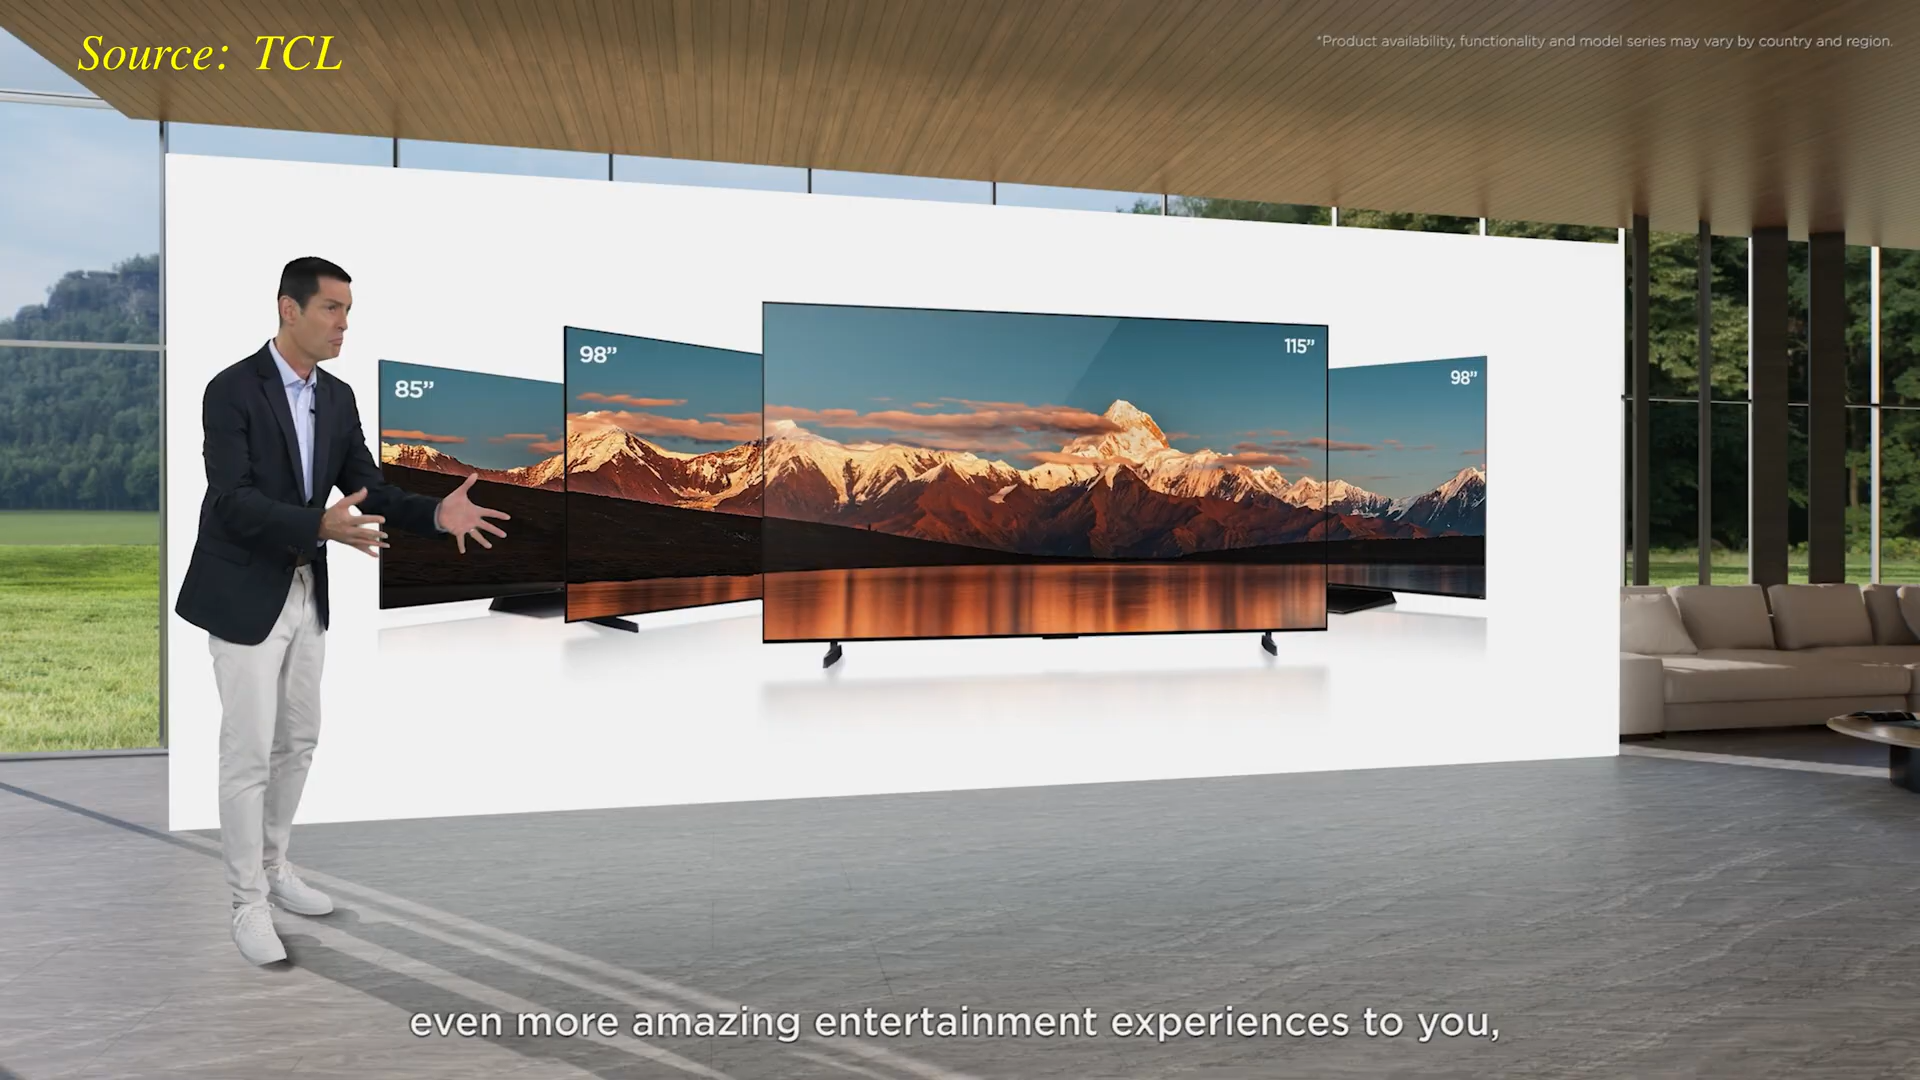 Source: TCL
*Product availability, functionality and model series may vary by country and region.
85”
98”
115”
98”
even more amazing entertainment experiences to you,